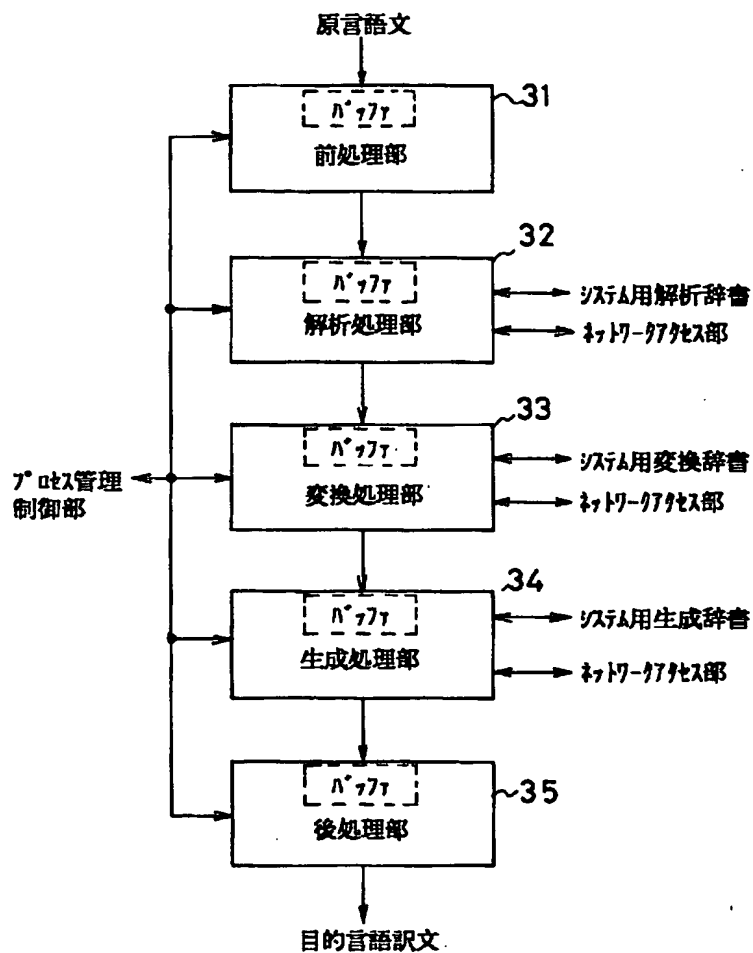 原言語文
31
バッファ
前処理部
32
バッファ
解析処理部
システム用解析辞書
ネットワークアクセス部
33
バッファ
変換処理部
システム用変換辞書
ネットワークアクセス部
プロセス管理
制御部
34
バッファ
生成処理部
システム用生成辞書
ネットワークアクセス部
35
バッファ
後処理部
目的言語訳文